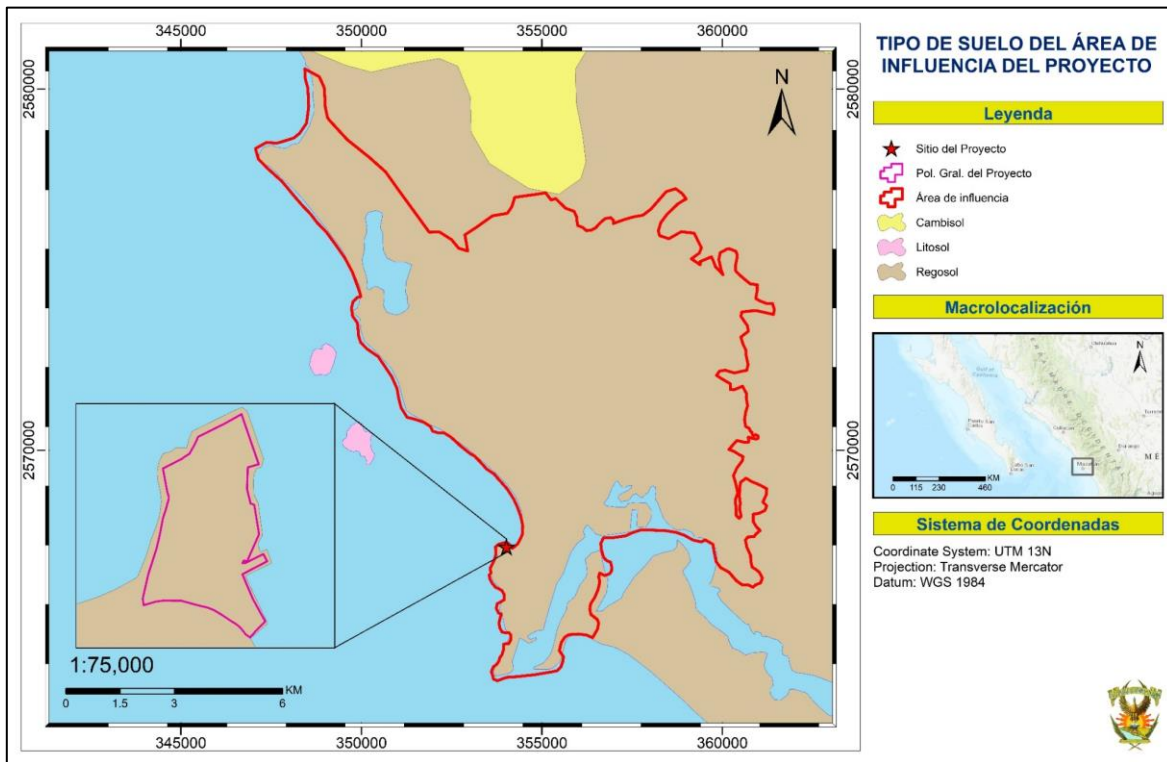 345000 350000 355000 360000
2580000
2580000
N
2570000
2570000
1:75,000
KM
0 1.5 3 6
345000 350000 355000 360000
TIPO DE SUELO DEL ÁREA DE
INFLUENCIA DEL PROYECTO
Leyenda
Sitio del Proyecto
Pol. Gral. del Proyecto
Área de influencia
Cambisol
Litosol
Regosol
Macrolocalización
N
KM
0 115 230 460
Sistema de Coordenadas
Coordinate System: UTM 13N
Projection: Transverse Mercator
Datum: WGS 1984